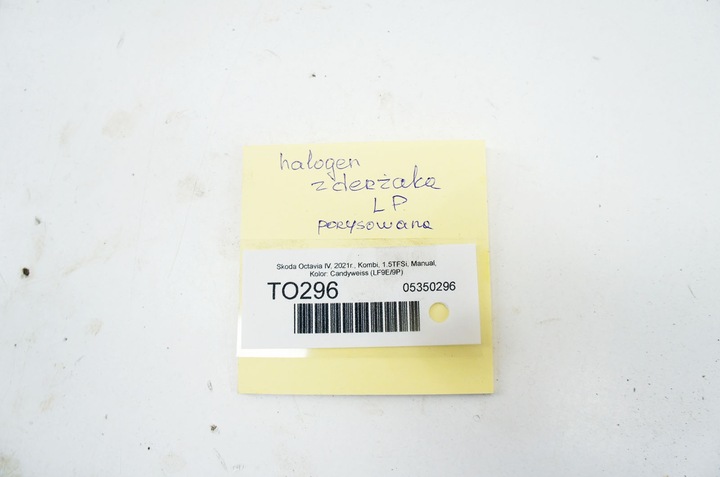 halogen
zderzaka
LP
porysowana
Skoda Octavia IV, 2021r., Kombi, 1.5TFSi, Manual,
Kolor: Candyweiss (LF9E/9P)
TO296 05350296